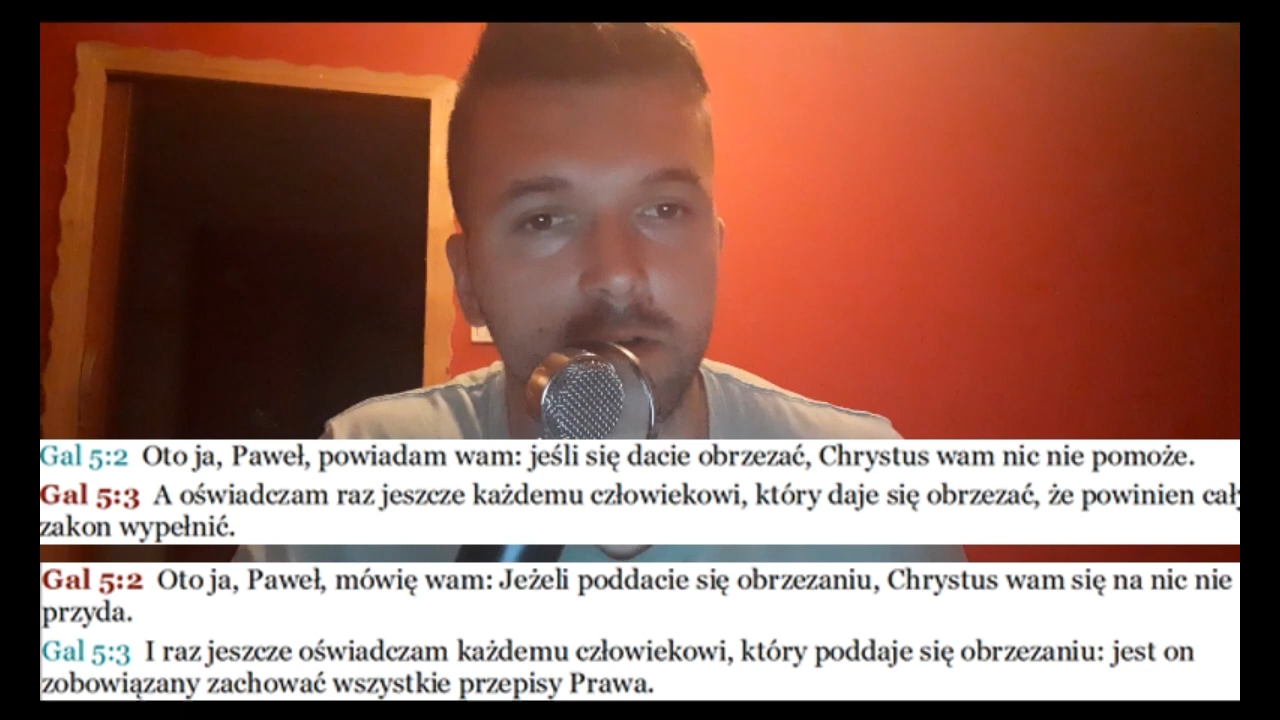 Gal 5:2 Oto ja, Paweł, powiadam wam: jeśli się dacie obrzezać, Chrystus wam nic nie pomoże.
Gal 5:3 A oświadczam raz jeszcze każdemu człowiekowi, który daje się obrzezać, że powinien cały
zakon wypełnić.
Gal 5:2 Oto ja, Paweł, mówię wam: Jeżeli poddacie się obrzezaniu, Chrystus wam się na nic nie
przyda.
Gal 5:3 I raz jeszcze oświadczam każdemu człowiekowi, który poddaje się obrzezaniu: jest on
zobowiązany zachować wszystkie przepisy Prawa.